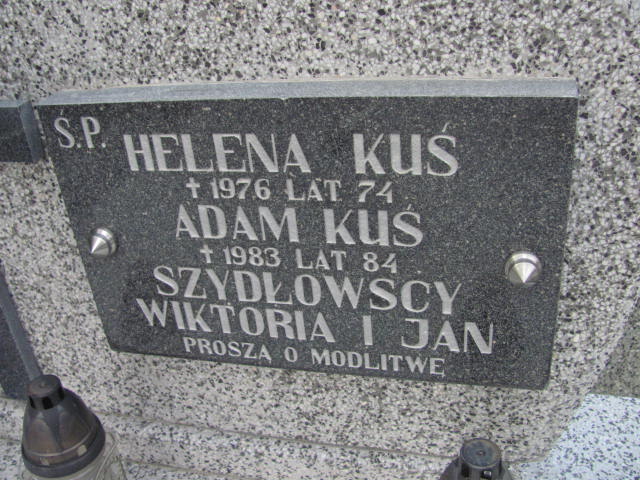 Ś.P. HELENA KUŚ
✝ 1976 LAT 74
ADAM KUŚ
✝ 1983 LAT 84
SZYDŁOWSCY
WIKTORIA I JAN
PROSZĄ O MODLITWĘ